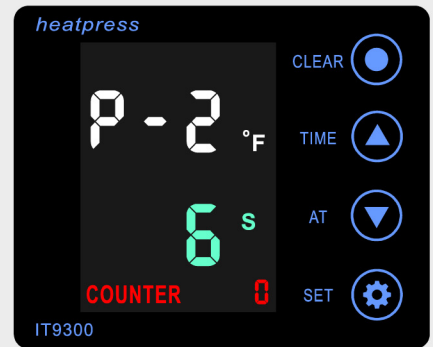 heatpress
CLEAR
P-2 °F
TIME
6 S
AT
COUNTER 0
SET
IT9300